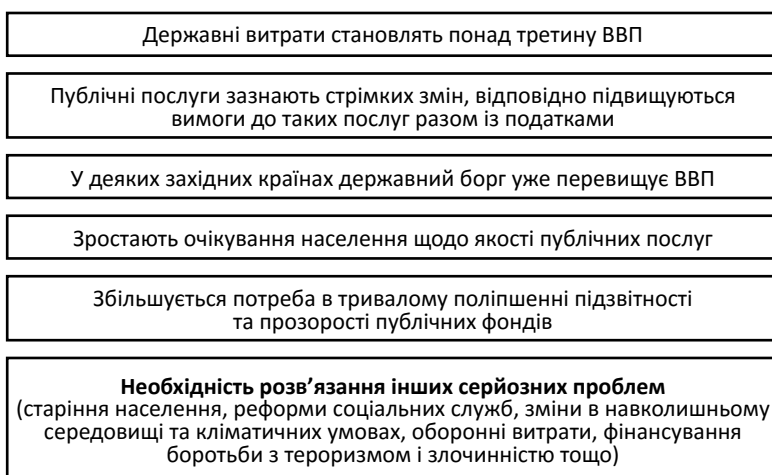 Державні витрати становлять понад третину ВВП
Публічні послуги зазнають стрімких змін, відповідно підвищуються
вимоги до таких послуг разом із податками
У деяких західних країнах державний борг уже перевищує ВВП
Зростають очікування населення щодо якості публічних послуг
Збільшується потреба в тривалому поліпшенні підзвітності
та прозорості публічних фондів
Необхідність розв’язання інших серйозних проблем
(старіння населення, реформи соціальних служб, зміни в навколишньому
середовищі та кліматичних умовах, оборонні витрати, фінансування
боротьби з тероризмом і злочинністю тощо)